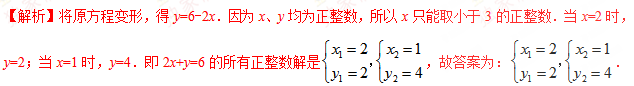 【解析】将原方程变形，得 y=6-2x．因为 x、y 均为正整数，所以 x 只能取小于 3 的正整数．当 x=2 时，
y=2；当 x=1 时，y=4．即 2x+y=6 的所有正整数解是{x₁=2 y₁=2,{x₂=1 y₂=4，故答案为：{x₁=2 y₁=2,{x₂=1 y₂=4．